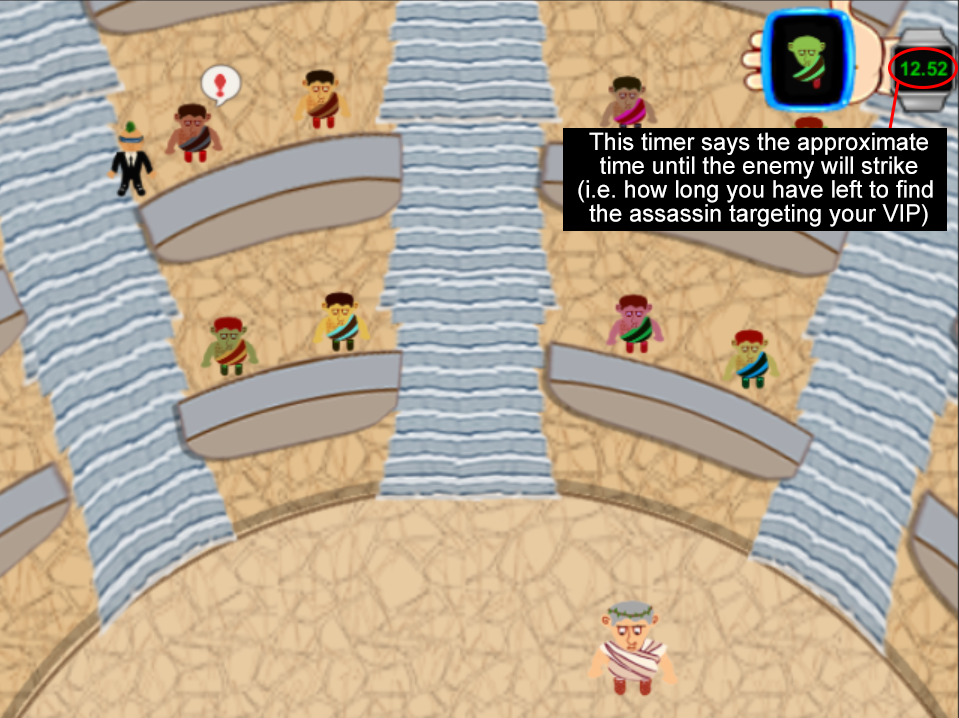 12.52
This timer says the approximate
time until the enemy will strike
(i.e. how long you have left to find
the assassin targeting your VIP)